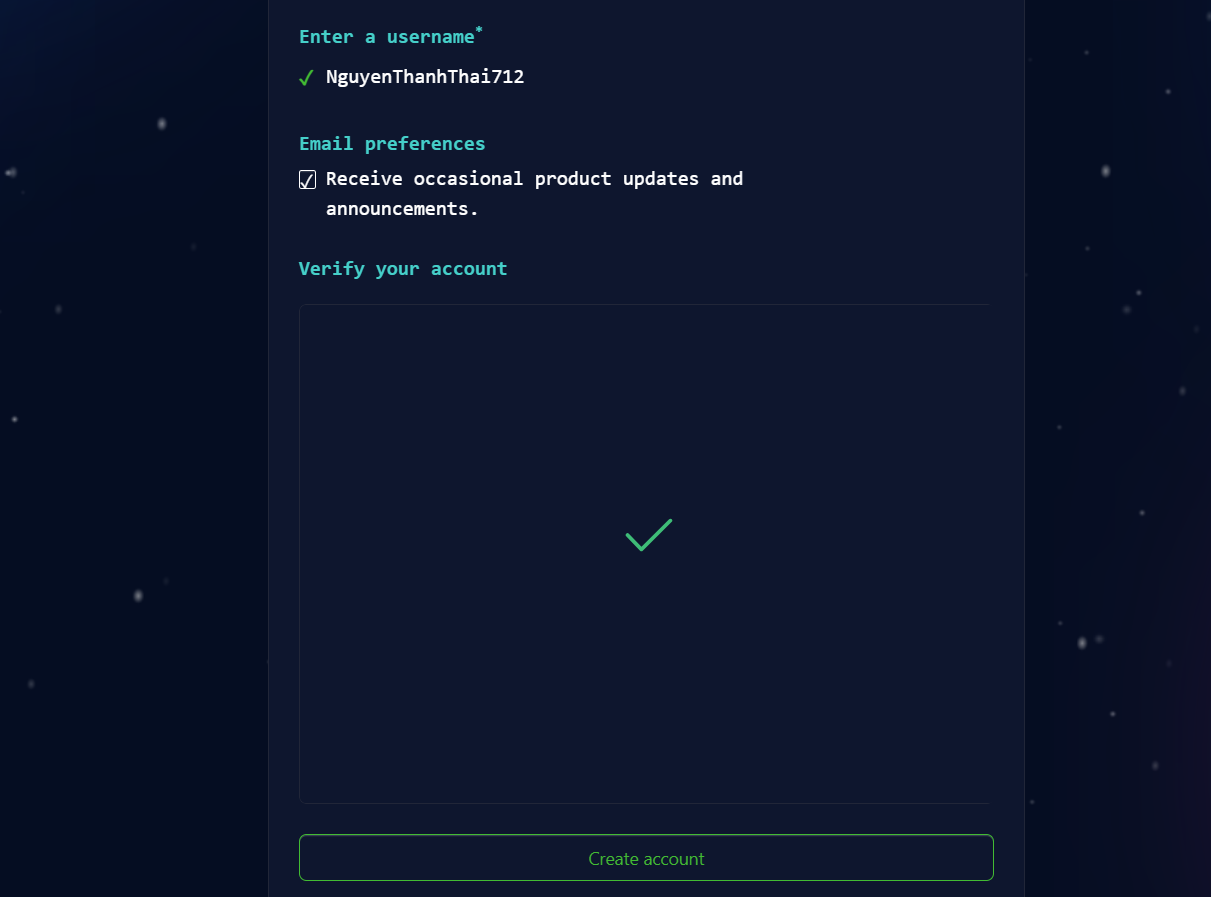 Enter a username*
✓ NguyenThanhThai712
Email preferences
Receive occasional product updates and
announcements.
Verify your account
Create account